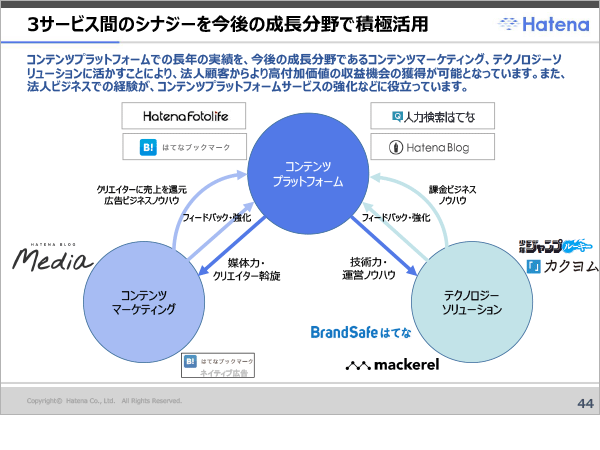 3サービス間のシナジーを今後の成長分野で積極活用
Hatena
コンテンツプラットフォームでの長年の実績を、今後の成長分野であるコンテンツマーケティング、テクノロジーソ
リューションに活かすことにより、法人顧客からより高付加価値の収益機会の獲得が可能となっています。また、
法人ビジネスでの経験が、コンテンツプラットフォームサービスの強化などに役立っています。
Hatena Fotolife
人力検索はてな
B! はてなブックマーク
Hatena Blog
コンテンツ
プラットフォーム
クリエイターに売上を還元
広告ビジネスノウハウ
課金ビジネス
ノウハウ
フィードバック・強化
フィードバック・強化
HATENA BLOG
Media
媒体力・
クリエイター斡旋
技術力・
運営ノウハウ
少年ジャンプルーキー
カクヨム
コンテンツ
マーケティング
テクノロジー
ソリューション
BrandSafe はてな
B! はてなブックマーク
ネイティブ広告
mackerel
Copyright© Hatena Co., Ltd. All Rights Reserved.
44